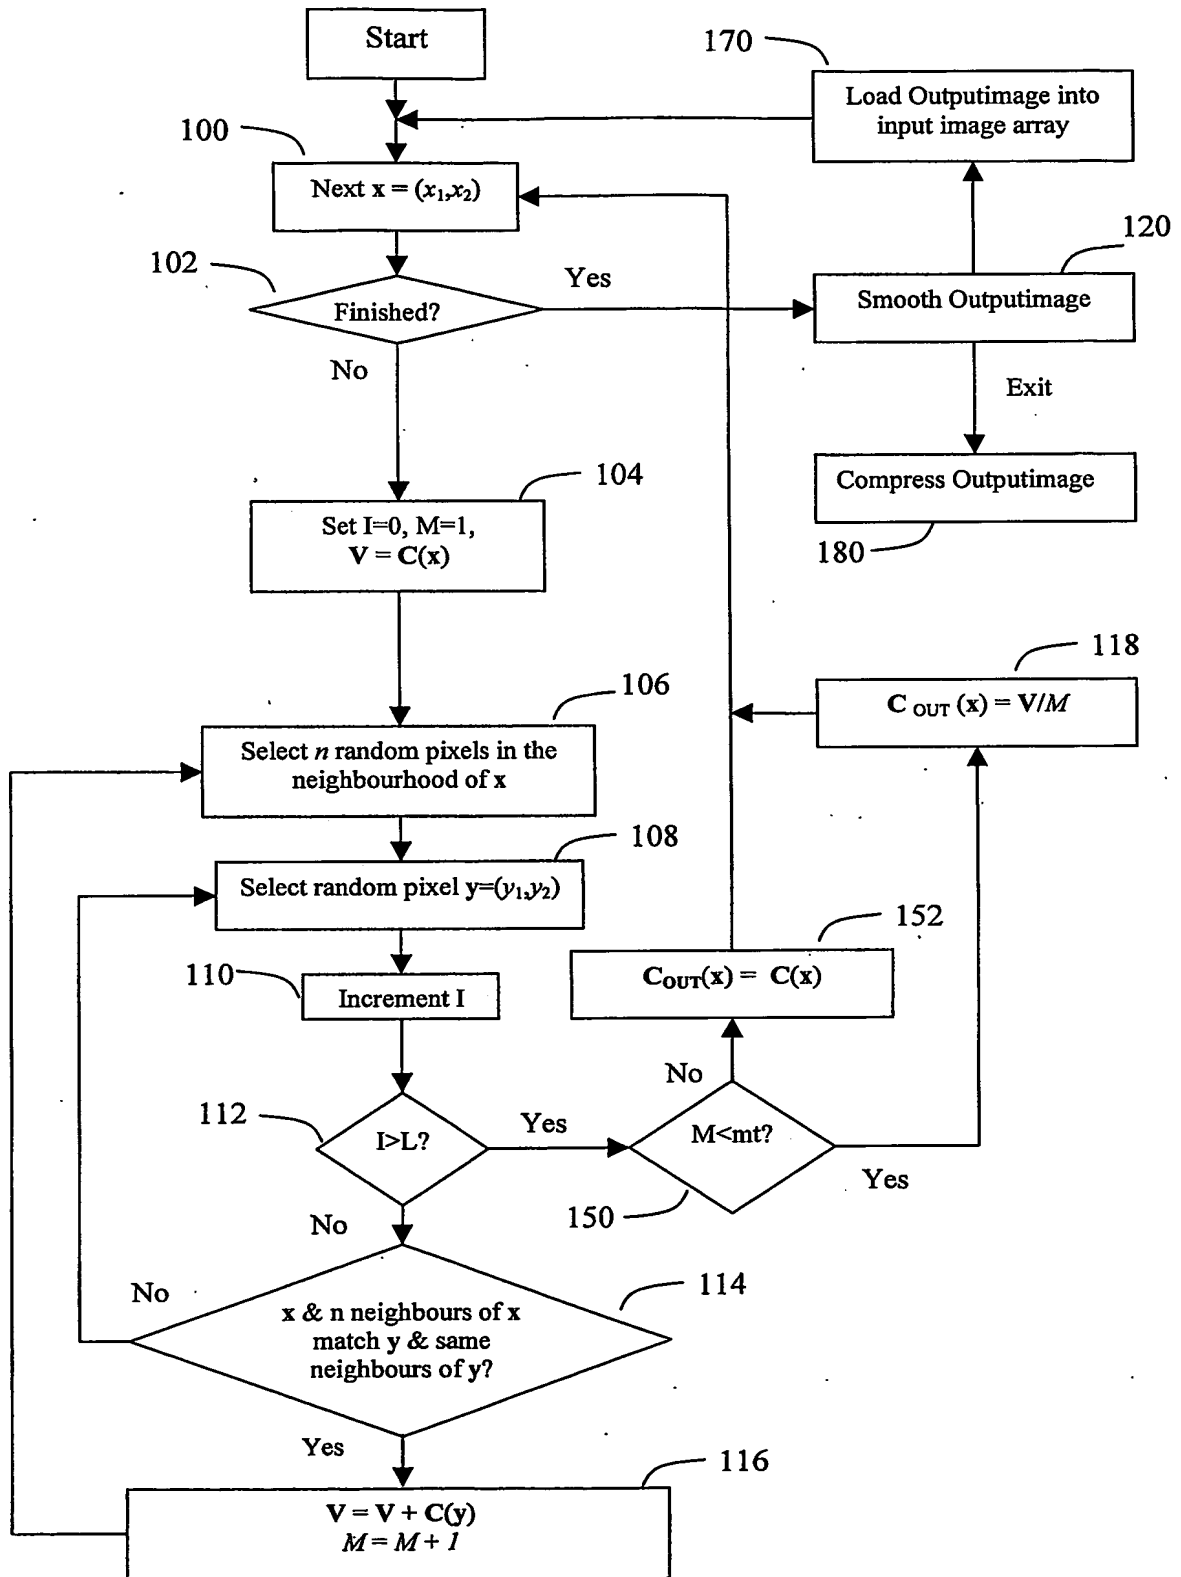 Start
170
Load Outputimage into
input image array
100
Next x = (x₁,x₂)
120
102
Finished?
Yes
Smooth Outputimage
No
Exit
Compress Outputimage
180
104
Set I=0, M=1,
V = C(x)
118
C OUT (x) = V/M
106
Select n random pixels in the
neighbourhood of x
108
Select random pixel y=(y₁,y₂)
152
C_OUT(x) = C(x)
110
Increment I
No
112
I>L?
Yes
M<mt?
Yes
150
No
No
114
x & n neighbours of x
match y & same
neighbours of y?
Yes
116
V = V + C(y)
M = M + 1